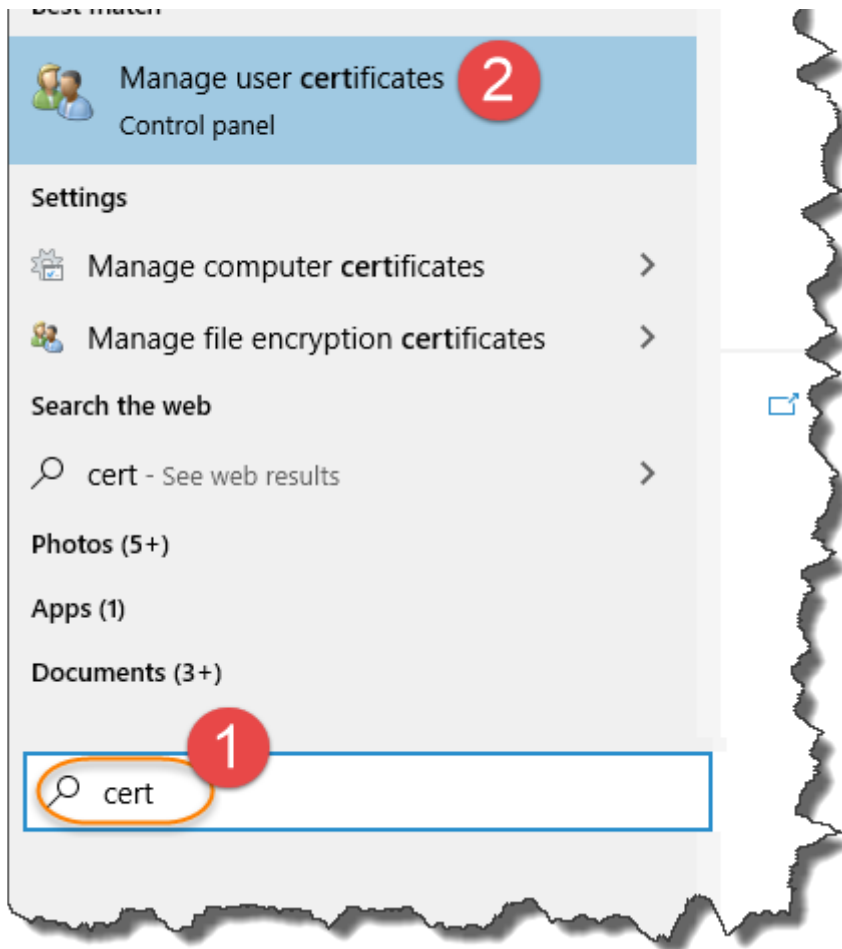 Best match
Manage user certificates
2
Control panel
Settings
Manage computer certificates
Manage file encryption certificates
Search the web
cert - See web results
Photos (5+)
Apps (1)
Documents (3+)
1
cert